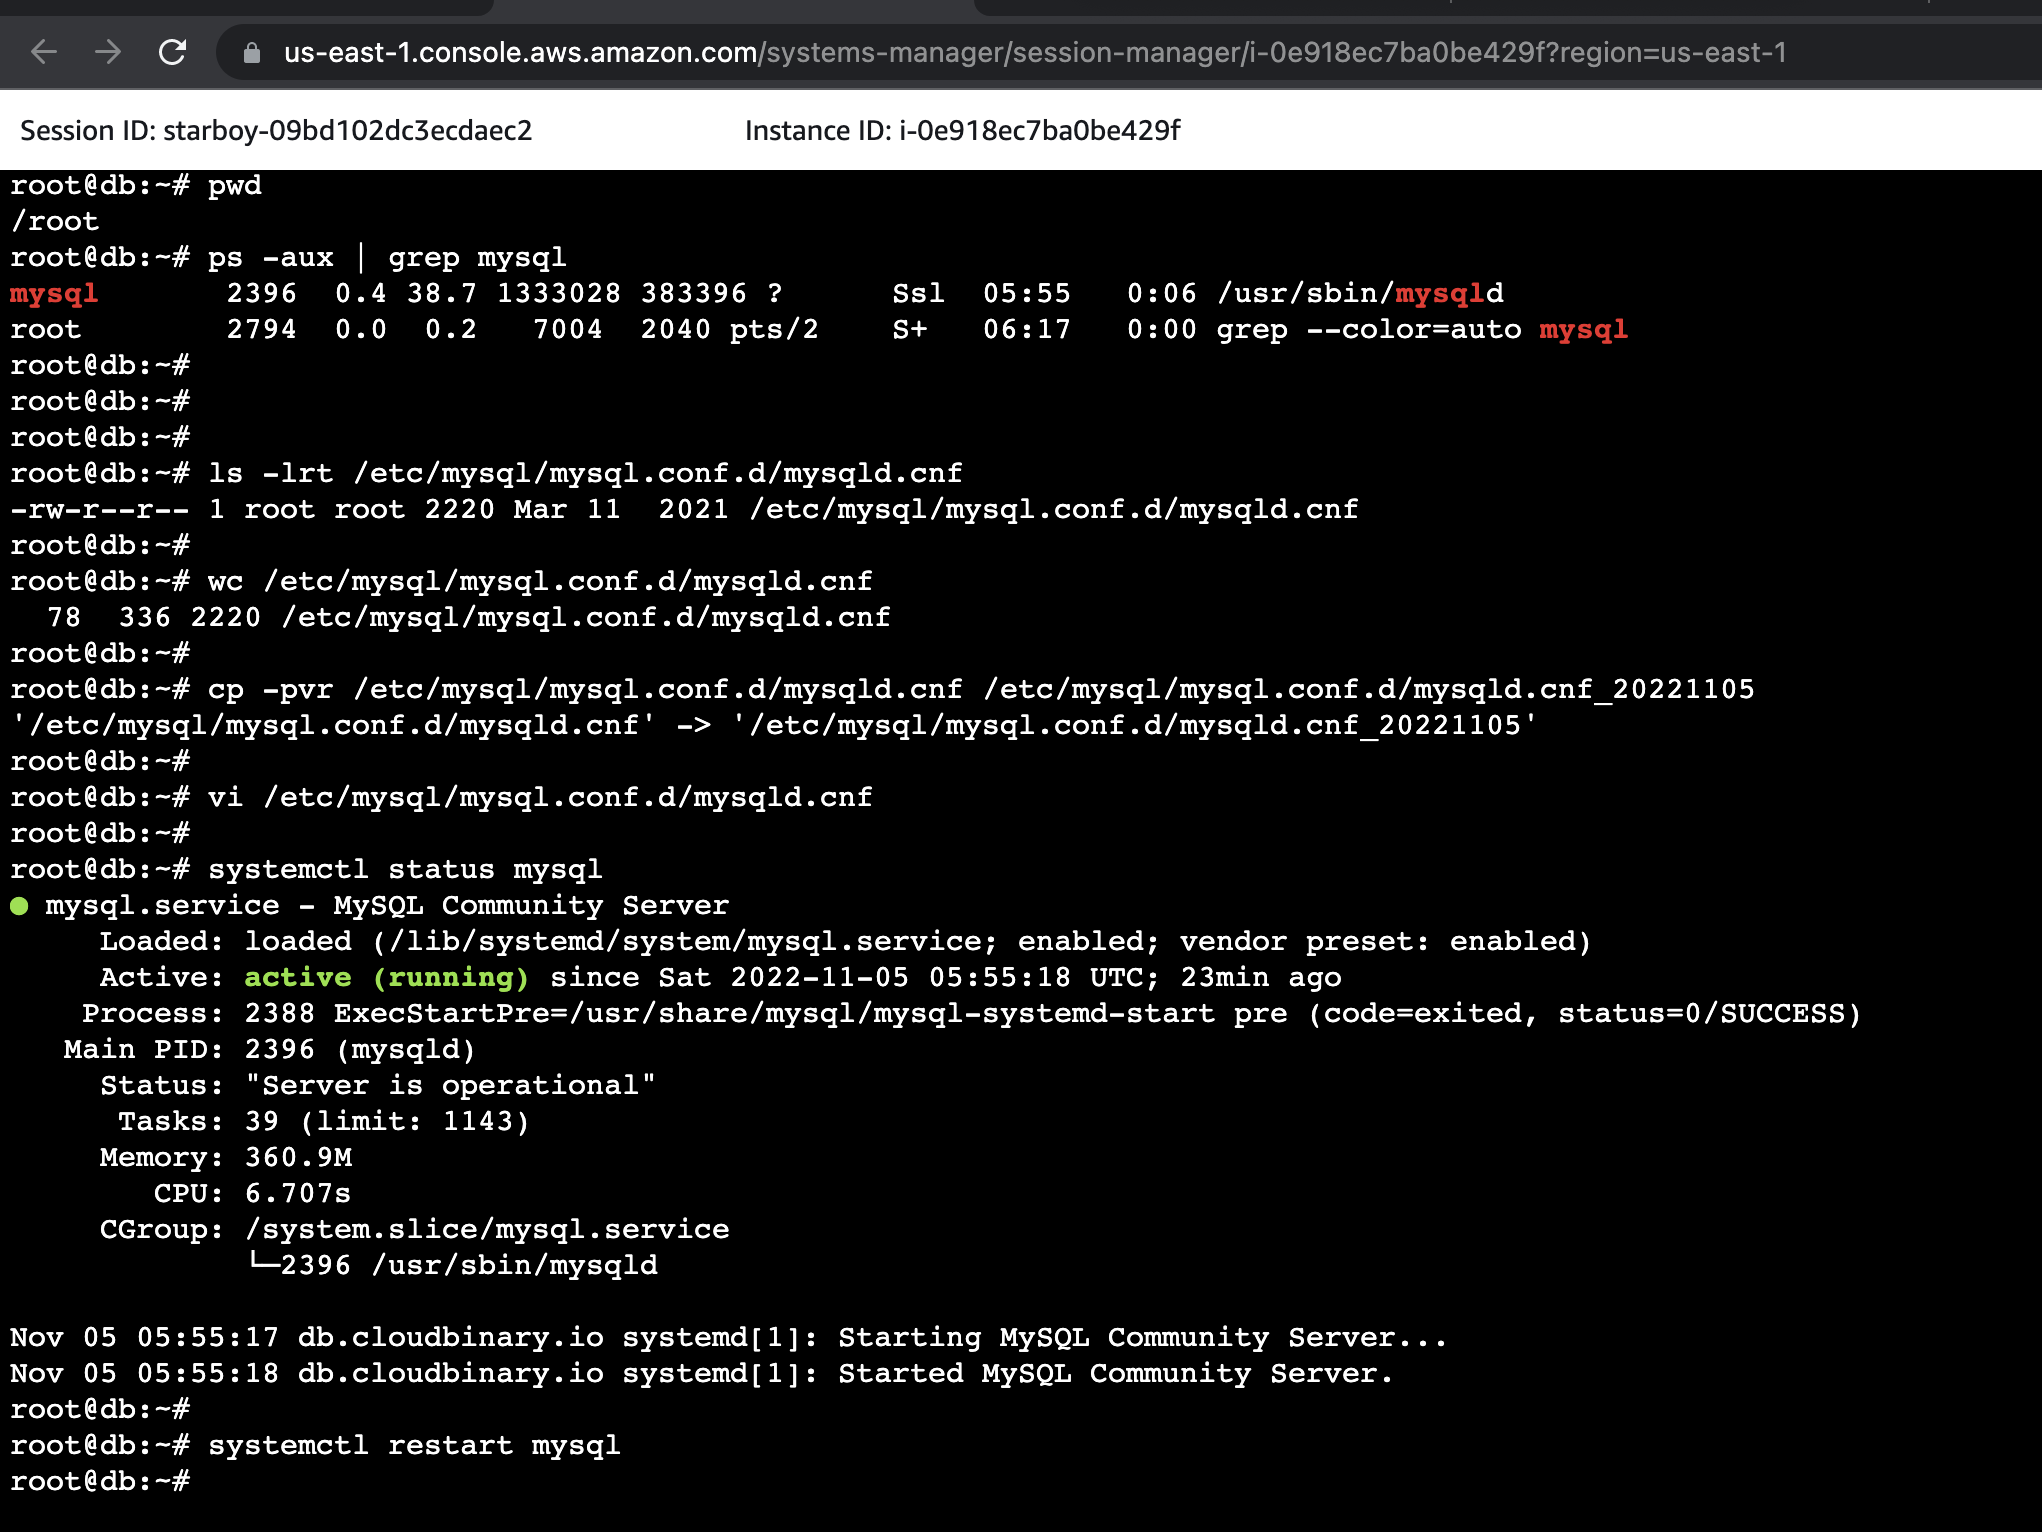 us-east-1.console.aws.amazon.com/systems-manager/session-manager/i-0e918ec7ba0be429f?region=us-east-1
Session ID: starboy-09bd102dc3ecdaec2 Instance ID: i-0e918ec7ba0be429f
root@db:~# pwd
/root
root@db:~# ps -aux | grep mysql
mysql 2396 0.4 38.7 1333028 383396 ? Ssl 05:55 0:06 /usr/sbin/mysqld
root 2794 0.0 0.2 7004 2040 pts/2 S+ 06:17 0:00 grep --color=auto mysql
root@db:~#
root@db:~#
root@db:~#
root@db:~# ls -lrt /etc/mysql/mysql.conf.d/mysqld.cnf
-rw-r--r-- 1 root root 2220 Mar 11 2021 /etc/mysql/mysql.conf.d/mysqld.cnf
root@db:~#
root@db:~# wc /etc/mysql/mysql.conf.d/mysqld.cnf
78 336 2220 /etc/mysql/mysql.conf.d/mysqld.cnf
root@db:~#
root@db:~# cp -pvr /etc/mysql/mysql.conf.d/mysqld.cnf /etc/mysql/mysql.conf.d/mysqld.cnf_20221105
'/etc/mysql/mysql.conf.d/mysqld.cnf' -> '/etc/mysql/mysql.conf.d/mysqld.cnf_20221105'
root@db:~#
root@db:~# vi /etc/mysql/mysql.conf.d/mysqld.cnf
root@db:~#
root@db:~# systemctl status mysql
● mysql.service - MySQL Community Server
Loaded: loaded (/lib/systemd/system/mysql.service; enabled; vendor preset: enabled)
Active: active (running) since Sat 2022-11-05 05:55:18 UTC; 23min ago
Process: 2388 ExecStartPre=/usr/share/mysql/mysql-systemd-start pre (code=exited, status=0/SUCCESS)
Main PID: 2396 (mysqld)
Status: "Server is operational"
Tasks: 39 (limit: 1143)
Memory: 360.9M
CPU: 6.707s
CGroup: /system.slice/mysql.service
└─2396 /usr/sbin/mysqld
Nov 05 05:55:17 db.cloudbinary.io systemd[1]: Starting MySQL Community Server...
Nov 05 05:55:18 db.cloudbinary.io systemd[1]: Started MySQL Community Server.
root@db:~#
root@db:~# systemctl restart mysql
root@db:~#